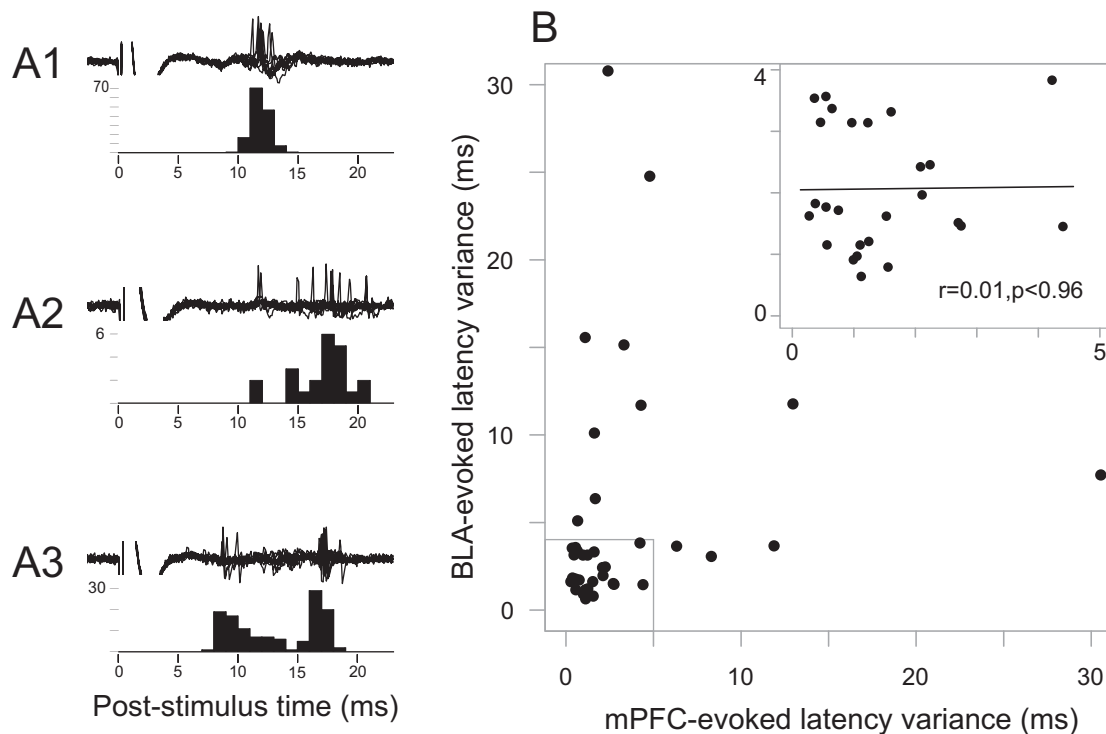 A1
70
0 5 10 15 20
A2
6
0 5 10 15 20
A3
30
0 5 10 15 20
Post-stimulus time (ms)
B
BLA-evoked latency variance (ms)
30
20
10
0
0 10 20 30
mPFC-evoked latency variance (ms)
4
0
r=0.01,p<0.96
0 5